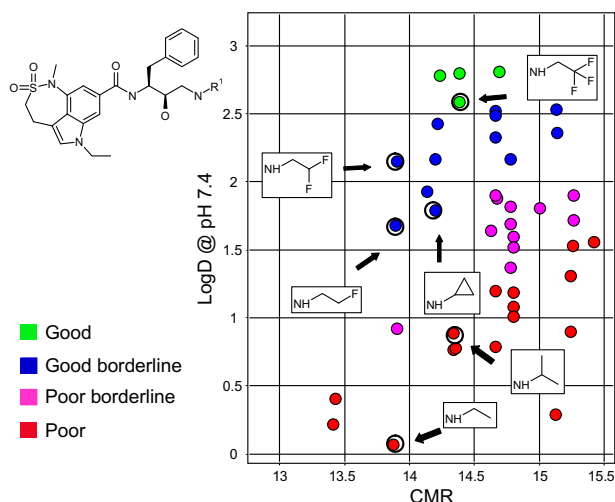 O
O
S
N
O
N
O
N
R¹
N
3
2.5
2
1.5
1
0.5
0
13
13.5
14
14.5
15
15.5
LogD @ pH 7.4
CMR
NH
F
F
F
NH
F
F
NH
F
NH
NH
NH
Good
Good borderline
Poor borderline
Poor